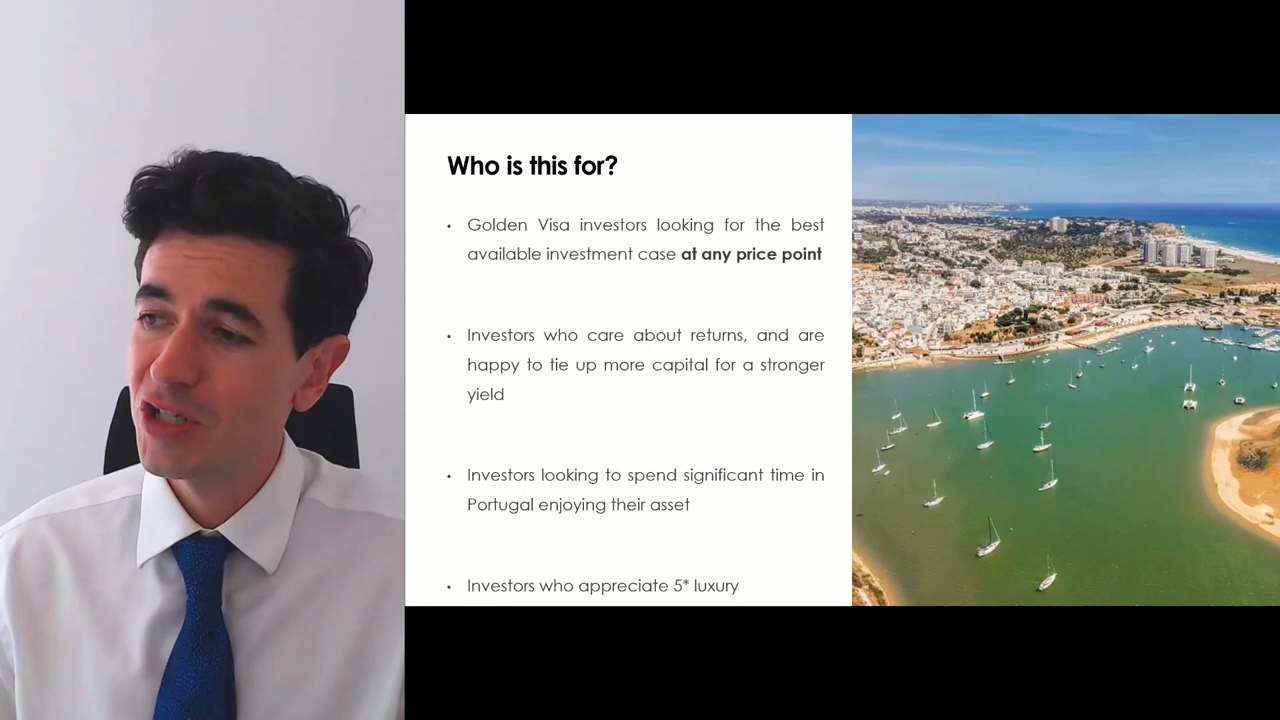 Who is this for?
• Golden Visa investors looking for the best
available investment case at any price point
• Investors who care about returns, and are
happy to tie up more capital for a stronger
yield
• Investors looking to spend significant time in
Portugal enjoying their asset
• Investors who appreciate 5* luxury